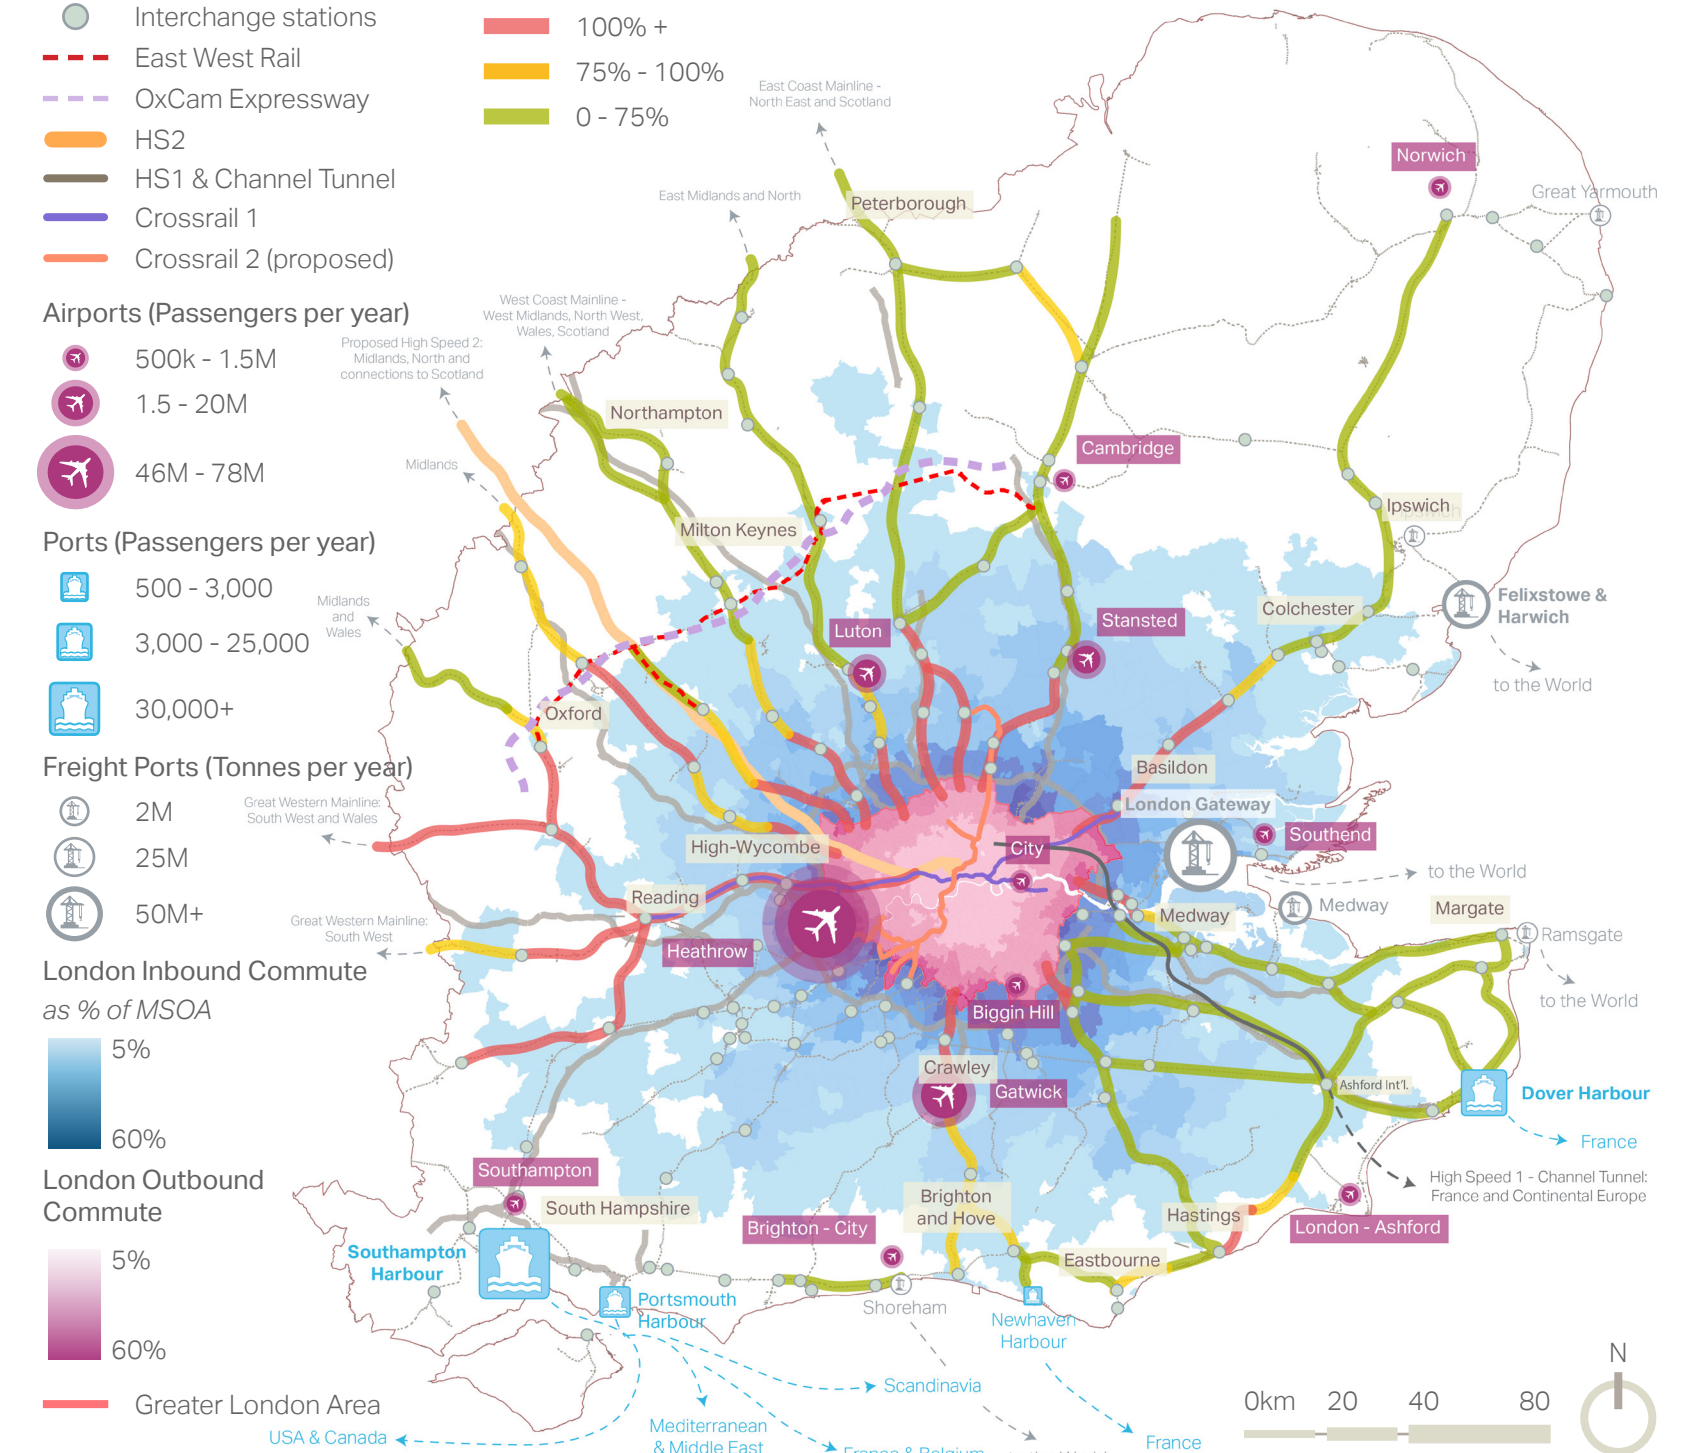 Interchange stations
East West Rail
OxCam Expressway
HS2
HS1 & Channel Tunnel
Crossrail 1
Crossrail 2 (proposed)
100% +
75% - 100%
0 - 75%
Airports (Passengers per year)
500k - 1.5M
1.5 - 20M
46M - 78M
Ports (Passengers per year)
500 - 3,000
3,000 - 25,000
30,000+
Freight Ports (Tonnes per year)
2M
25M
50M+
London Inbound Commute
as % of MSOA
5%
60%
London Outbound
Commute
5%
60%
Greater London Area
East Coast Mainline -
North East and Scotland
East Midlands and North
West Coast Mainline -
West Midlands, North West,
Wales, Scotland
Proposed High Speed 2:
Midlands, North and
connections to Scotland
Midlands
Midlands
and
Wales
Great Western Mainline:
South West and Wales
Great Western Mainline:
South West
Peterborough
Norwich
Great Yarmouth
Northampton
Cambridge
Milton Keynes
Ipswich
Felixstowe &
Harwich
to the World
Colchester
Luton
Stansted
Oxford
Basildon
London Gateway
Southend
to the World
High-Wycombe
City
Reading
Medway
Medway
Margate
Ramsgate
to the World
Heathrow
Biggin Hill
Crawley
Gatwick
Ashford Int'l.
Dover Harbour
France
High Speed 1 - Channel Tunnel:
France and Continental Europe
Southampton
South Hampshire
Brighton
and Hove
Brighton - City
Hastings
London - Ashford
Southampton
Harbour
Eastbourne
Portsmouth
Harbour
Shoreham
Newhaven
Harbour
Scandinavia
Mediterranean
& Middle East
USA & Canada
France & Belgium
France
0km 20 40 80
N